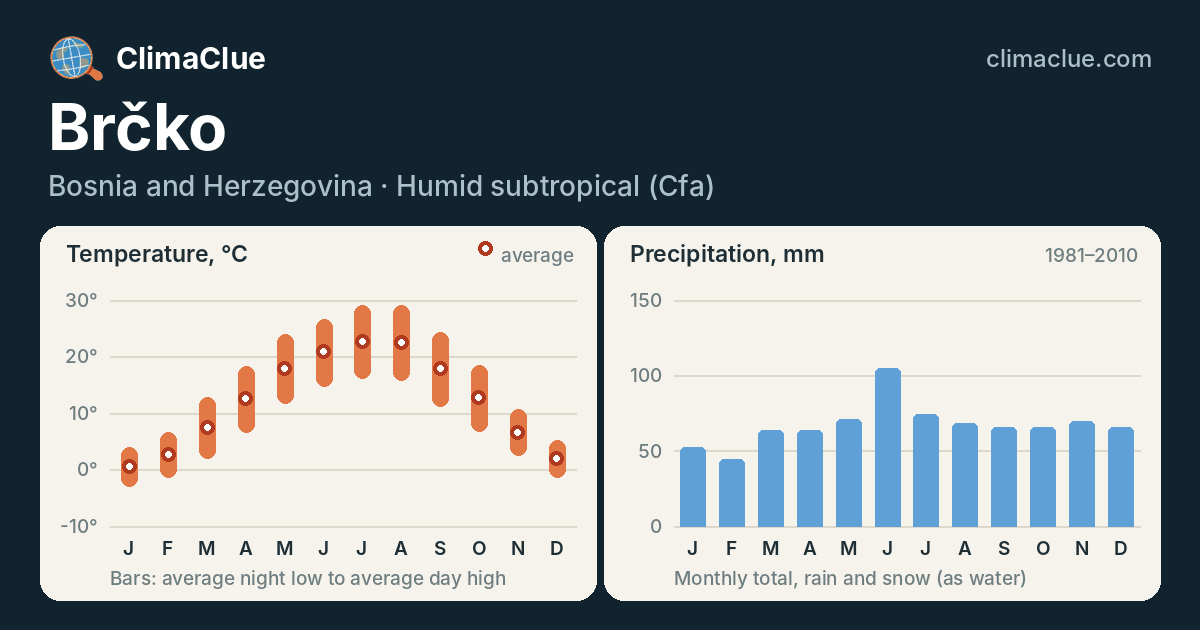 ClimaClue
climaclue.com
Brčko
Bosnia and Herzegovina · Humid subtropical (Cfa)
Temperature, °C
average
30°
20°
10°
0°
-10°
J F M A M J J A S O N D
Bars: average night low to average day high
Precipitation, mm
1981–2010
150
100
50
0
J F M A M J J A S O N D
Monthly total, rain and snow (as water)